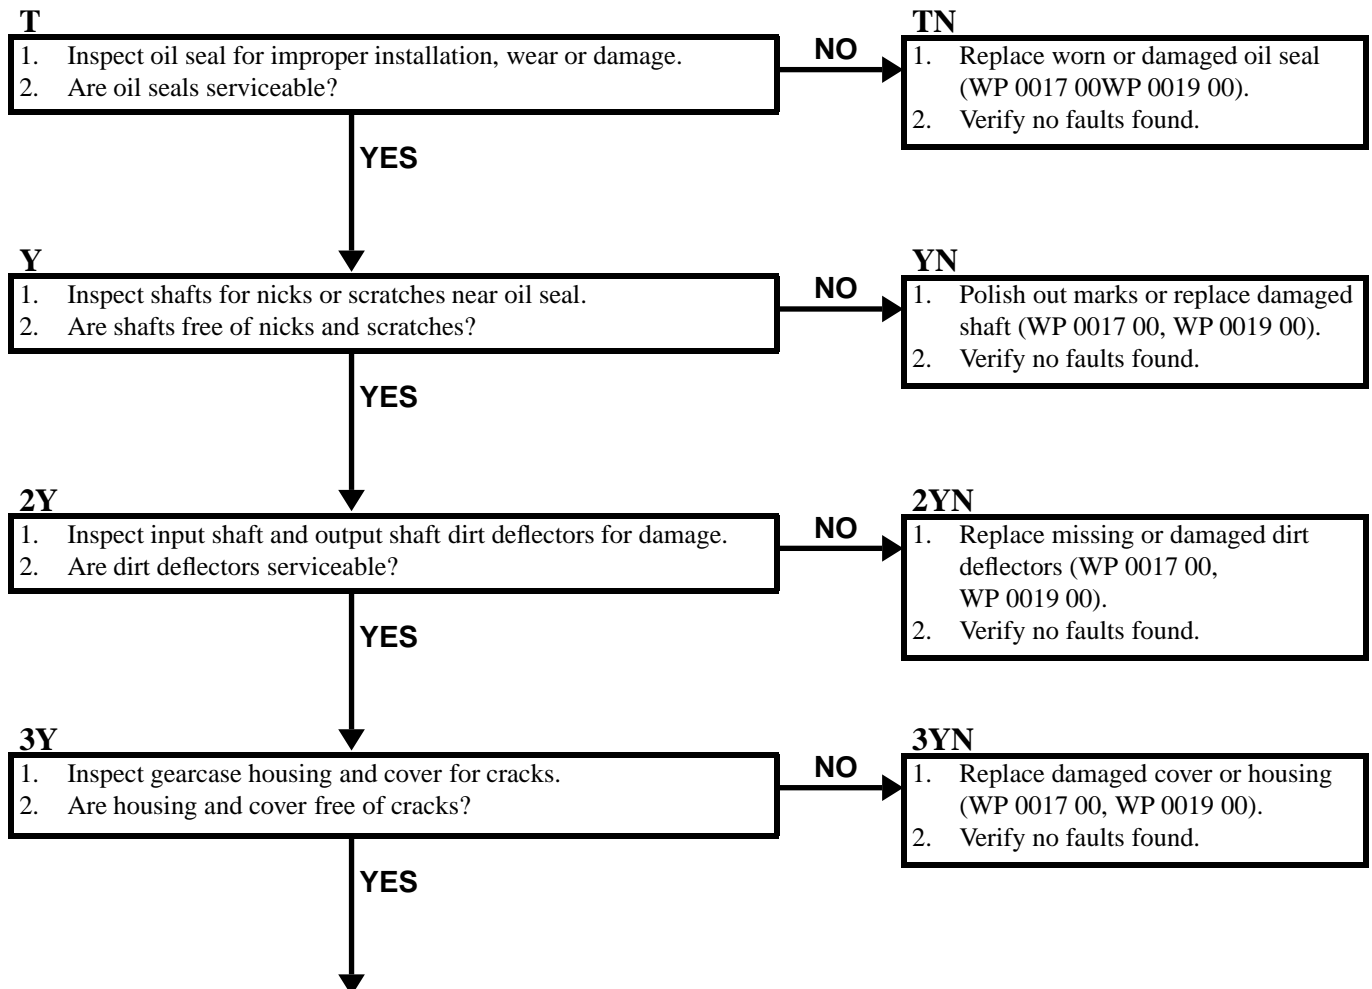 T
1. Inspect oil seal for improper installation, wear or damage.
2. Are oil seals serviceable?
NO
TN
1. Replace worn or damaged oil seal
(WP 0017 00WP 0019 00).
2. Verify no faults found.
YES
Y
1. Inspect shafts for nicks or scratches near oil seal.
2. Are shafts free of nicks and scratches?
NO
YN
1. Polish out marks or replace damaged
shaft (WP 0017 00, WP 0019 00).
2. Verify no faults found.
YES
2Y
1. Inspect input shaft and output shaft dirt deflectors for damage.
2. Are dirt deflectors serviceable?
NO
2YN
1. Replace missing or damaged dirt
deflectors (WP 0017 00,
WP 0019 00).
2. Verify no faults found.
YES
3Y
1. Inspect gearcase housing and cover for cracks.
2. Are housing and cover free of cracks?
NO
3YN
1. Replace damaged cover or housing
(WP 0017 00, WP 0019 00).
2. Verify no faults found.
YES